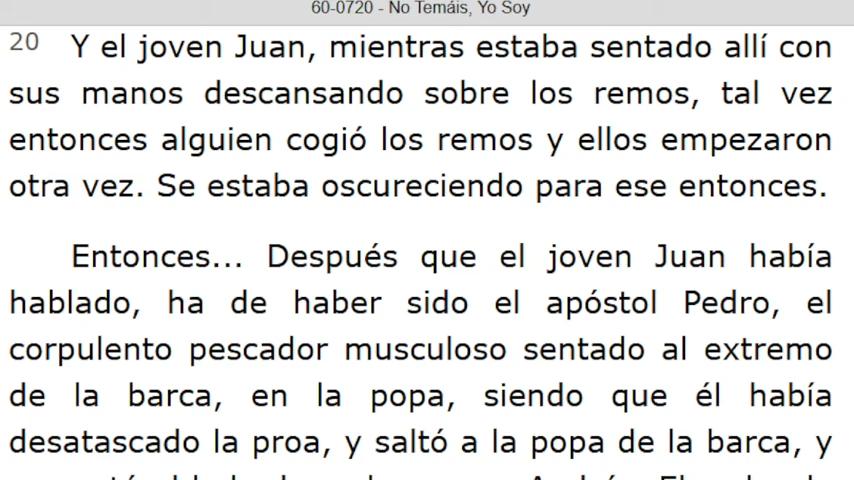 60-0720 - No Temáis, Yo Soy
20 Y el joven Juan, mientras estaba sentado allí con
sus manos descansando sobre los remos, tal vez
entonces alguien cogió los remos y ellos empezaron
otra vez. Se estaba oscureciendo para ese entonces.
Entonces... Después que el joven Juan había
hablado, ha de haber sido el apóstol Pedro, el
corpulento pescador musculoso sentado al extremo
de la barca, en la popa, siendo que él había
desatascado la proa, y saltó a la popa de la barca, y